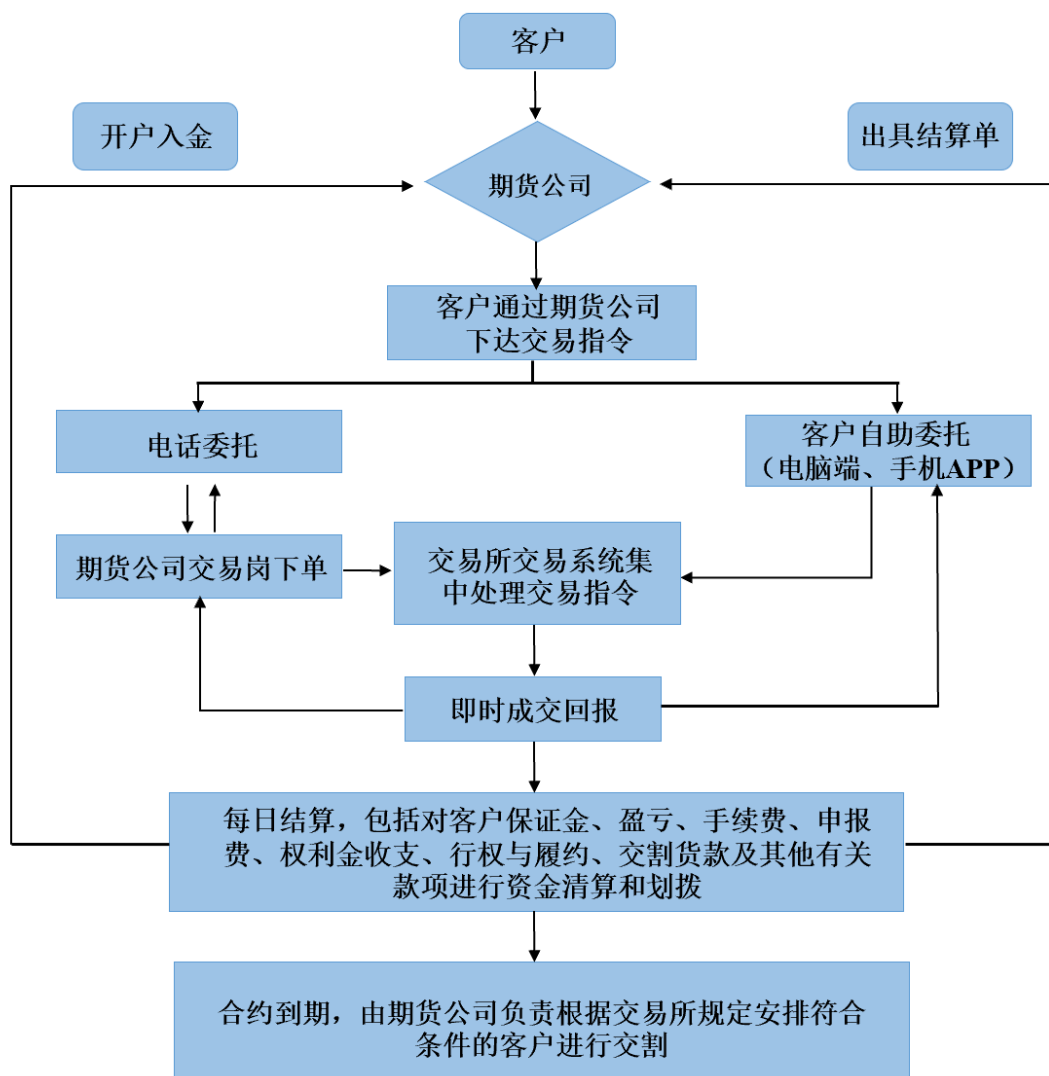 客户
开户入金
出具结算单
期货公司
客户通过期货公司
下达交易指令
电话委托
客户自助委托
（电脑端、手机APP）
期货公司交易岗下单
交易所交易系统集
中处理交易指令
即时成交回报
每日结算，包括对客户保证金、盈亏、手续费、申报
费、权利金收支、行权与履约、交割货款及其他有关
款项进行资金清算和划拨
合约到期，由期货公司负责根据交易所规定安排符合
条件的客户进行交割